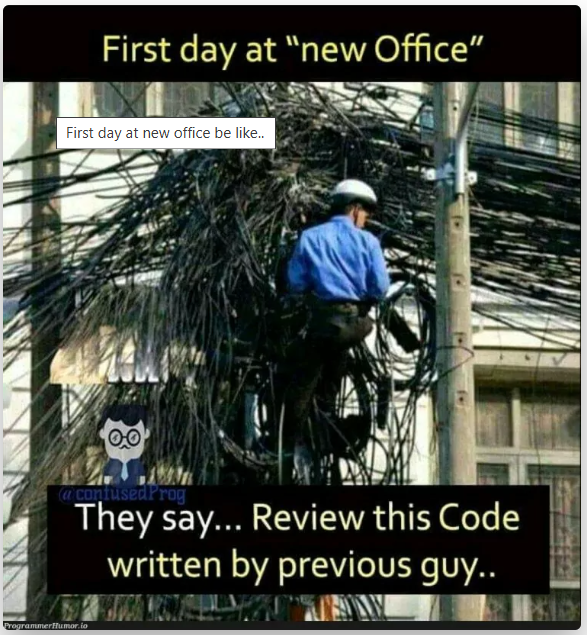 First day at “new Office”
First day at new office be like..
@confusedProg
They say... Review this Code
written by previous guy..
ProgrammerHumor.io